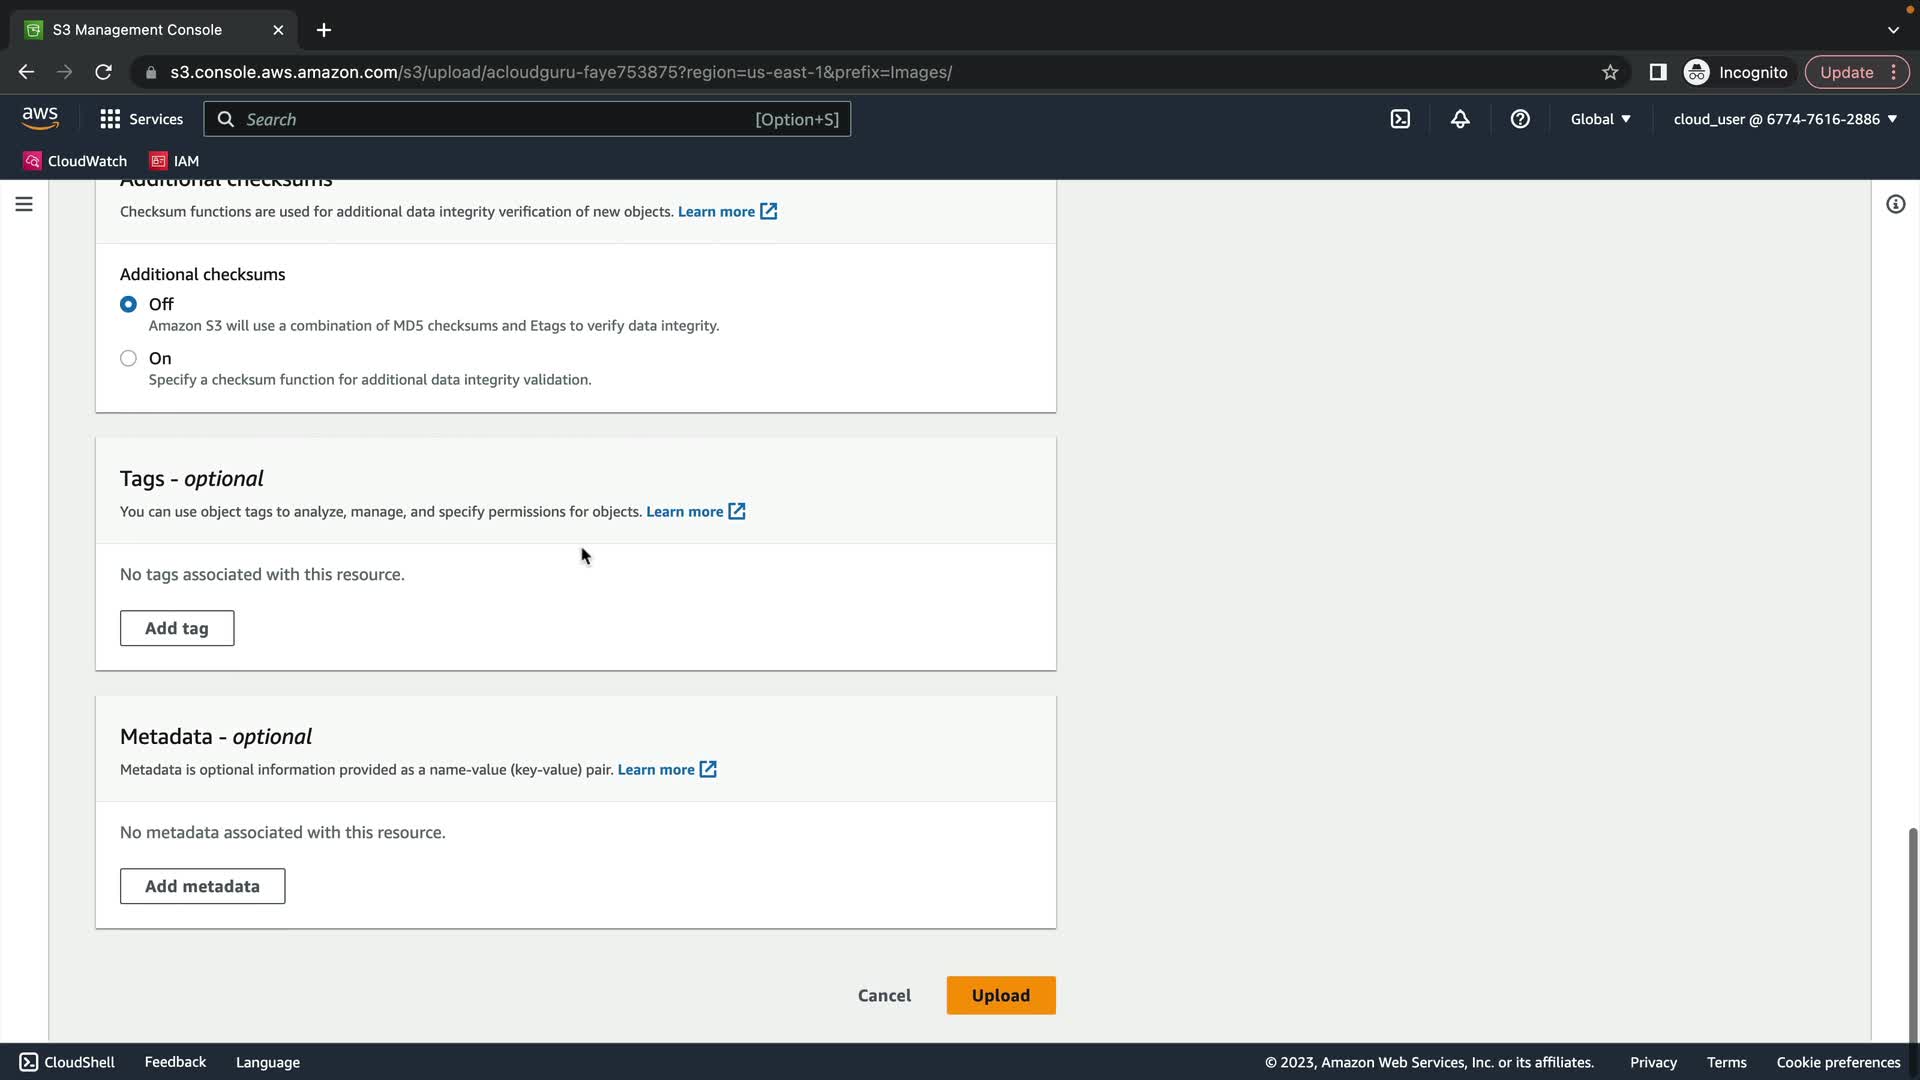 S3 Management Console
s3.console.aws.amazon.com/s3/upload/acloudguru-faye753875?region=us-east-1&prefix=Images/
Incognito
Update
aws
Services
Search
[Option+S]
Global
cloud_user @ 6774-7616-2886
CloudWatch
IAM
Additional checksums
Checksum functions are used for additional data integrity verification of new objects. Learn more
Additional checksums
Off
Amazon S3 will use a combination of MD5 checksums and Etags to verify data integrity.
On
Specify a checksum function for additional data integrity validation.
Tags - optional
You can use object tags to analyze, manage, and specify permissions for objects. Learn more
No tags associated with this resource.
Add tag
Metadata - optional
Metadata is optional information provided as a name-value (key-value) pair. Learn more
No metadata associated with this resource.
Add metadata
Cancel
Upload
CloudShell
Feedback
Language
© 2023, Amazon Web Services, Inc. or its affiliates.
Privacy
Terms
Cookie preferences